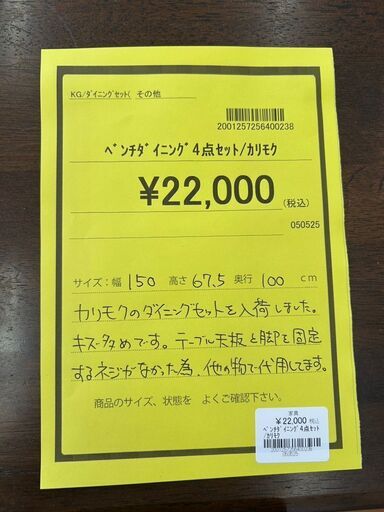 KG/ﾀﾞｲﾆﾝｸﾞｾｯﾄ( その他
2001257256400238
ﾍﾞﾝﾁﾀﾞｲﾆﾝｸﾞ4点ｾｯﾄ/ｶﾘﾓｸ
¥22,000 (税込)
050525
サイズ：幅 150 高さ 67.5 奥行 100 cm
カリモクのダイニングセットを入荷しました。
キズ多めです。テーブル天板と脚を固定
するネジがなかった為、他の物で代用してます。
商品のサイズ、状態を よくご確認下さい。
家具
¥22,000 税込
ﾍﾞﾝﾁﾀﾞｲﾆﾝｸﾞ4点ｾｯﾄ
/ｶﾘﾓｸ
2001257256400238